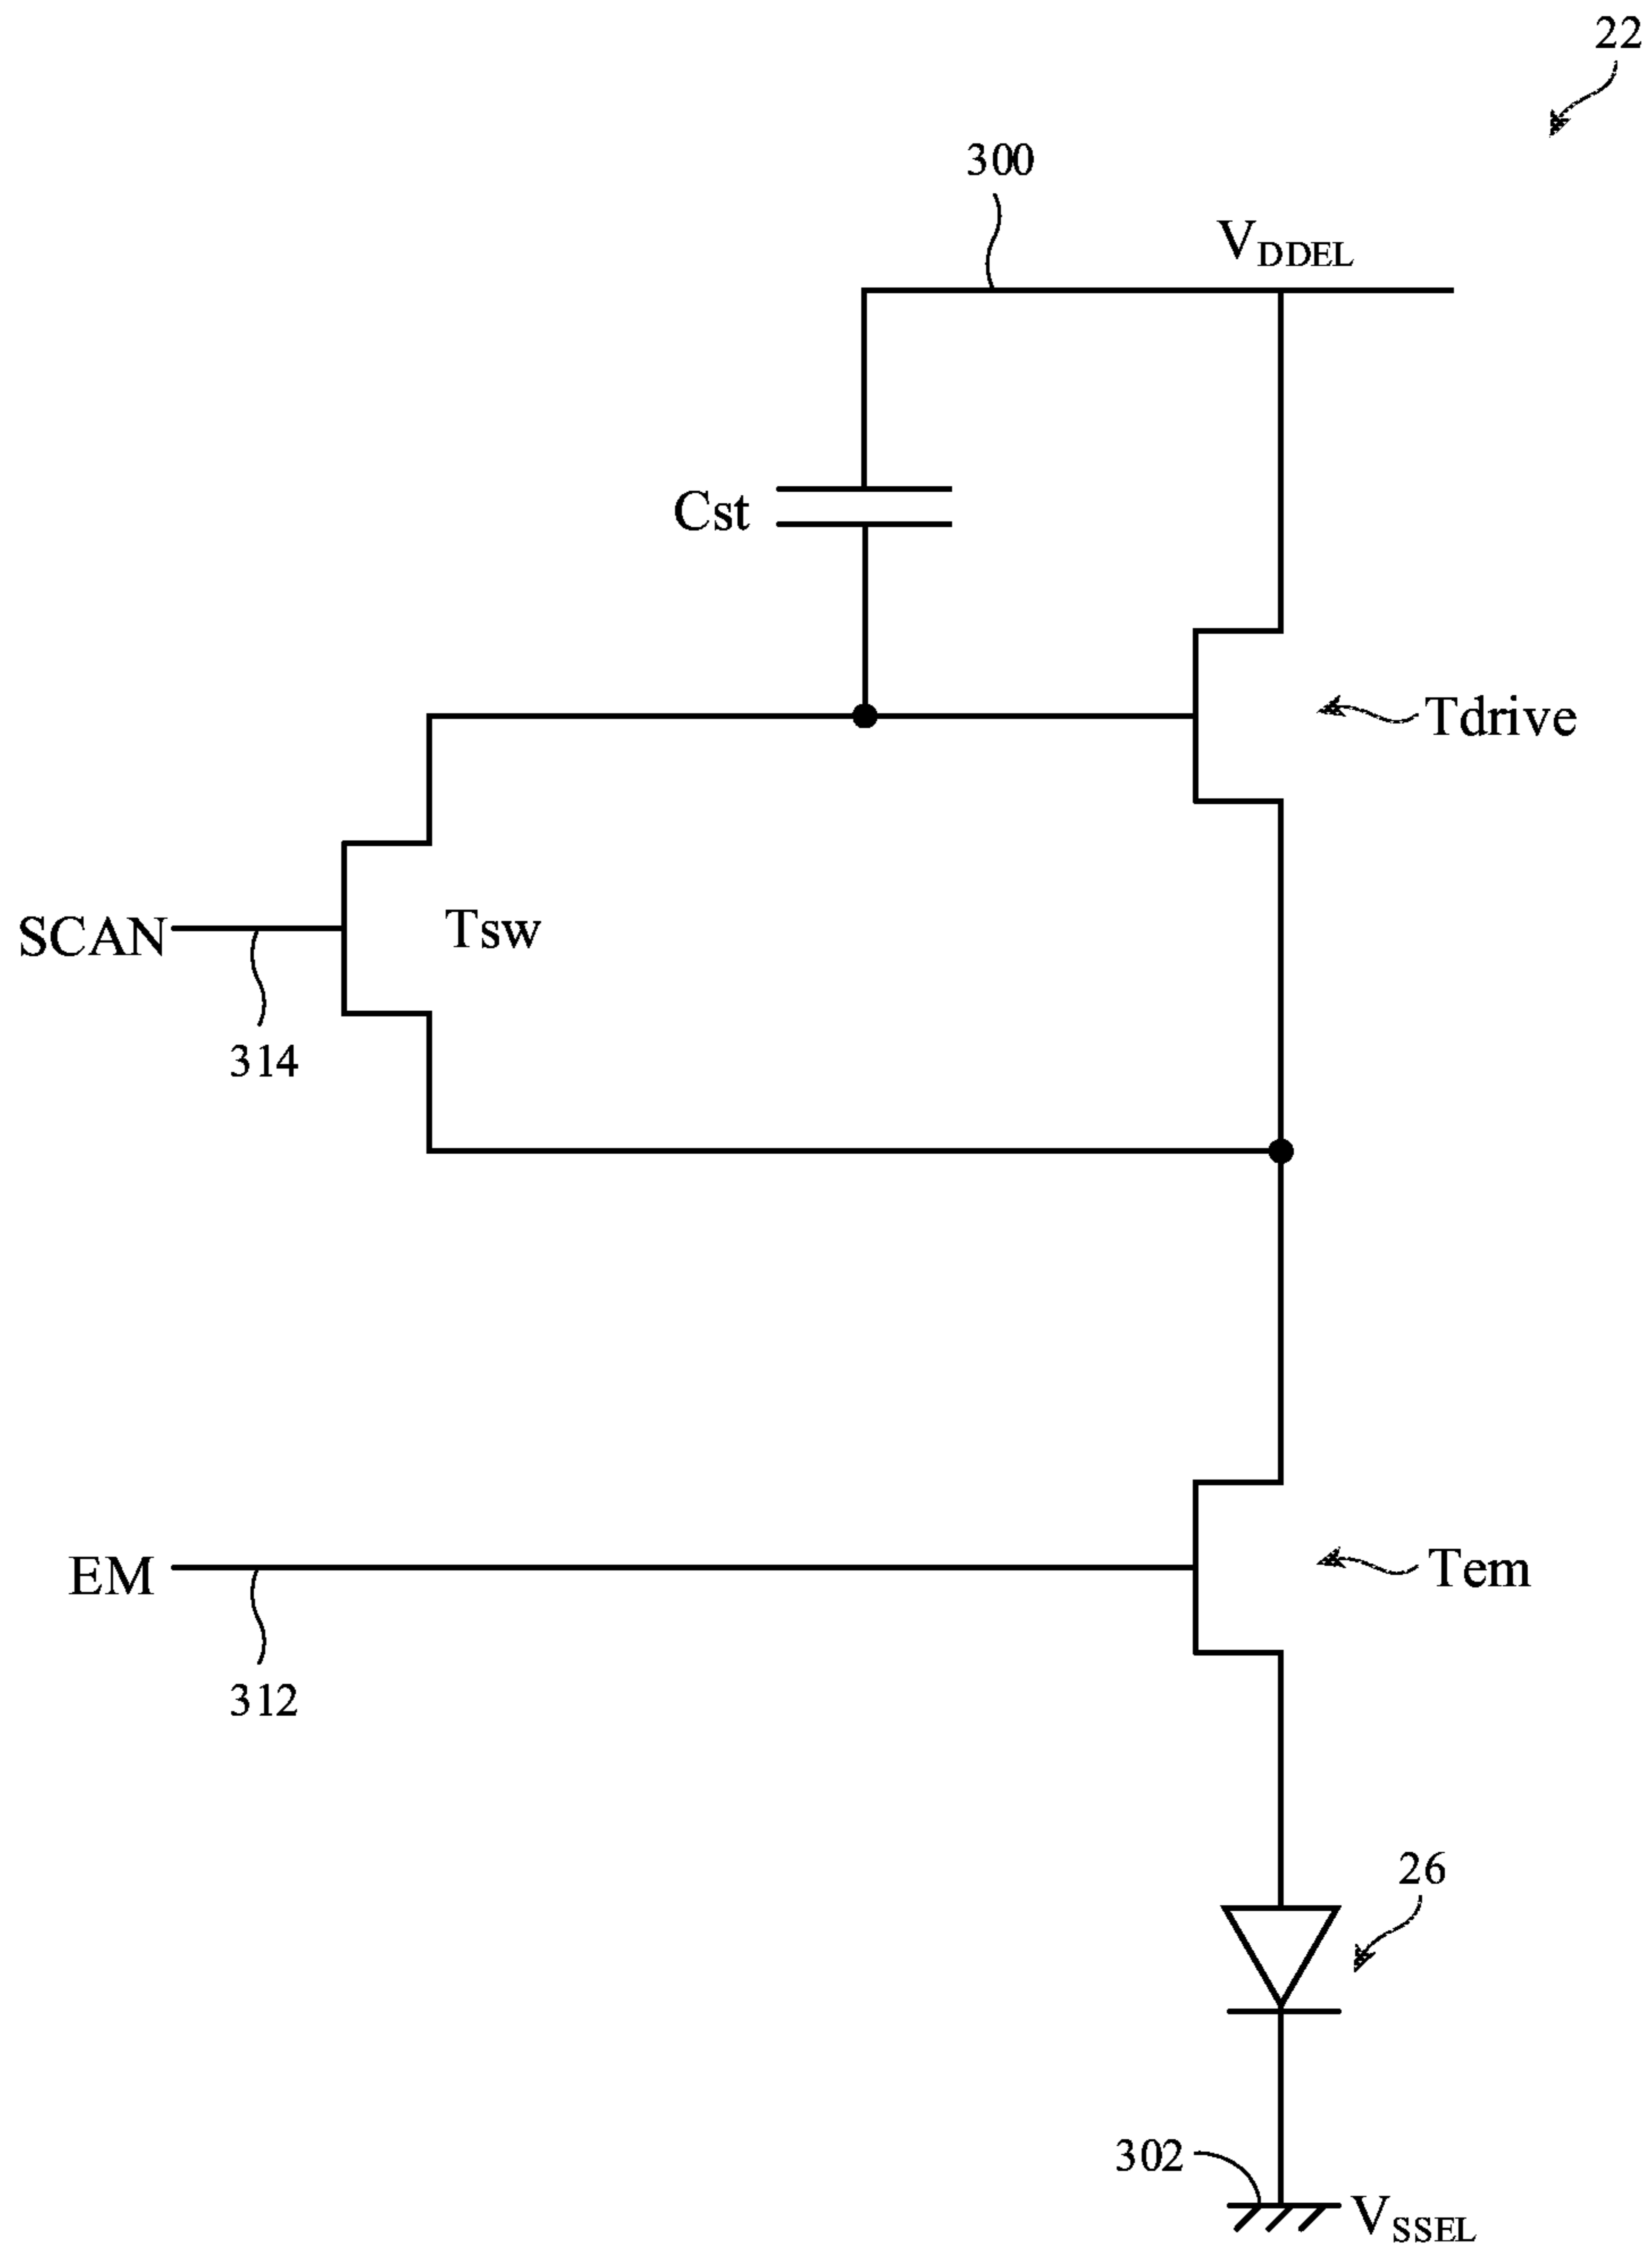 22
300
VDDEL
Cst
Tdrive
SCAN
Tsw
314
EM
Tem
312
26
302
VSSEL